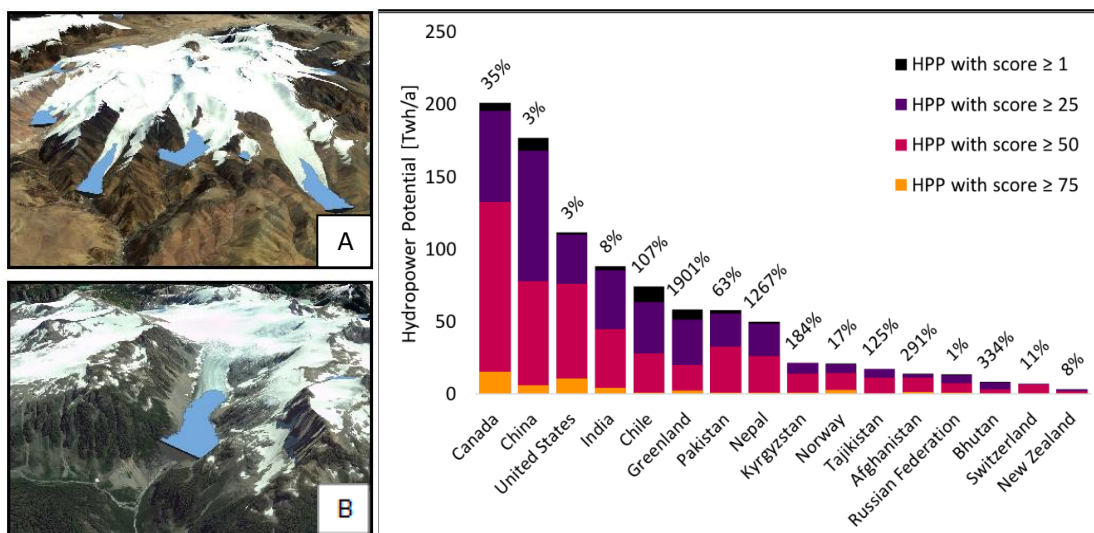 A
B
Hydropower Potential [Twh/a]
250
200
150
100
50
0
HPP with score ≥ 1
HPP with score ≥ 25
HPP with score ≥ 50
HPP with score ≥ 75
35%
3%
3%
8%
107%
1901%
63%
1267%
184%
17%
125%
291%
1%
334%
11%
8%
Canada
China
United States
India
Chile
Greenland
Pakistan
Nepal
Kyrgyzstan
Norway
Tajikistan
Afghanistan
Russian Federation
Bhutan
Switzerland
New Zealand